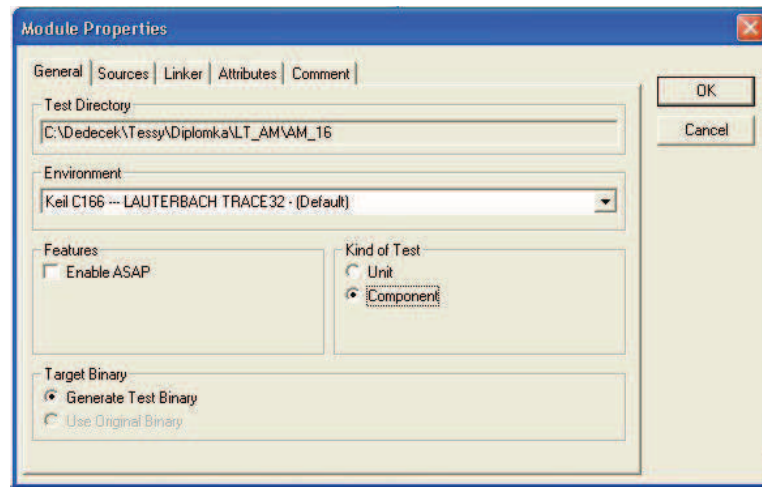 Module Properties
General Sources Linker Attributes Comment
OK
Cancel
Test Directory
C:\Dedecek\Tessy\Diplomka\LT_AM\AM_16
Environment
Keil C166 --- LAUTERBACH TRACE32 - (Default)
Features
Enable ASAP
Kind of Test
Unit
Component
Target Binary
Generate Test Binary
Use Original Binary